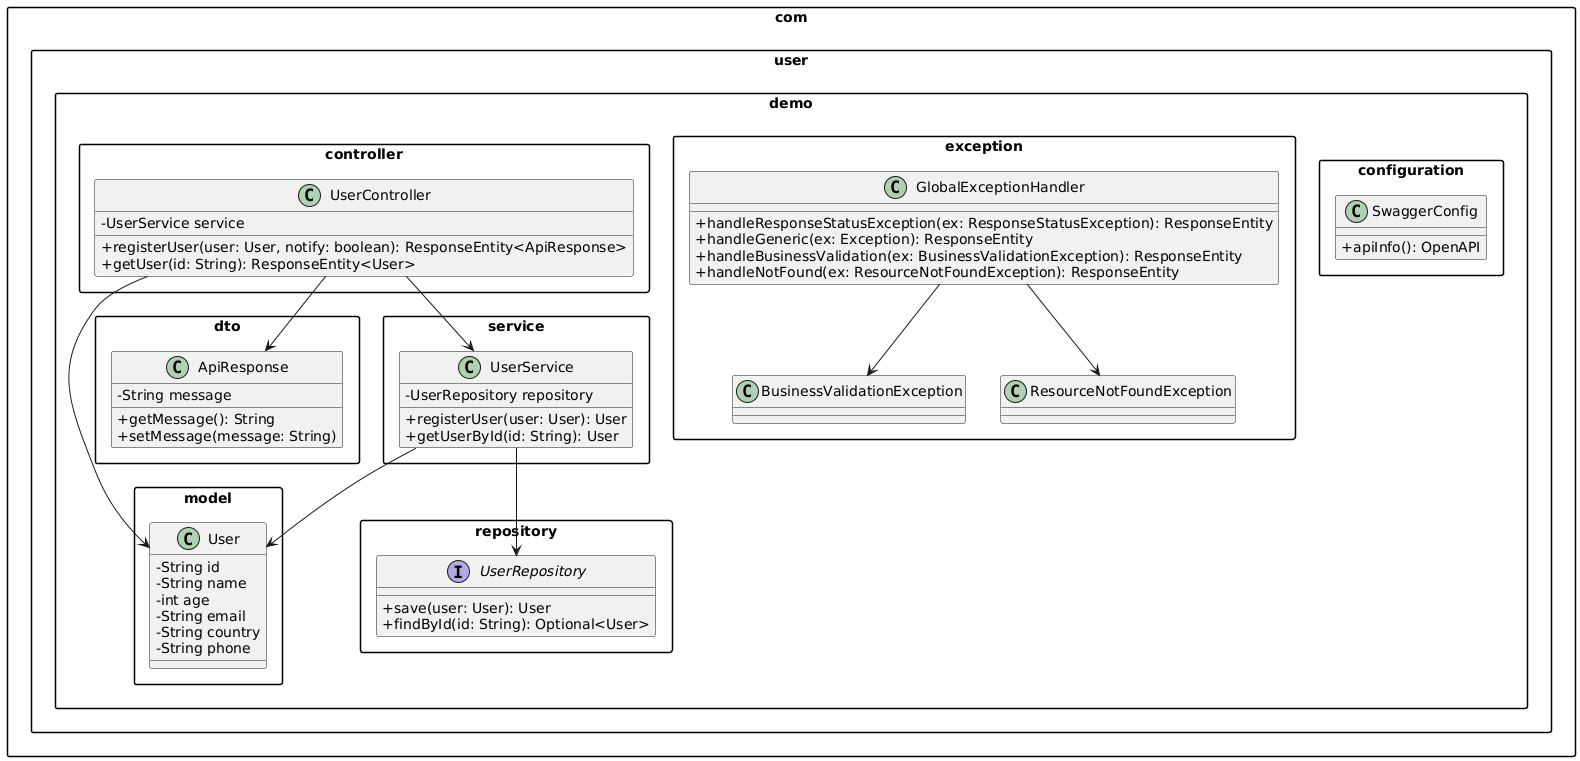 com
user
demo
controller
C UserController
-UserService service
+registerUser(user: User, notify: boolean): ResponseEntity<ApiResponse>
+getUser(id: String): ResponseEntity<User>
exception
C GlobalExceptionHandler
+handleResponseStatusException(ex: ResponseStatusException): ResponseEntity
+handleGeneric(ex: Exception): ResponseEntity
+handleBusinessValidation(ex: BusinessValidationException): ResponseEntity
+handleNotFound(ex: ResourceNotFoundException): ResponseEntity
configuration
C SwaggerConfig
+apiInfo(): OpenAPI
dto
C ApiResponse
-String message
+getMessage(): String
+setMessage(message: String)
service
C UserService
-UserRepository repository
+registerUser(user: User): User
+getUserById(id: String): User
C BusinessValidationException
C ResourceNotFoundException
model
C User
-String id
-String name
-int age
-String email
-String country
-String phone
repository
I UserRepository
+save(user: User): User
+findById(id: String): Optional<User>